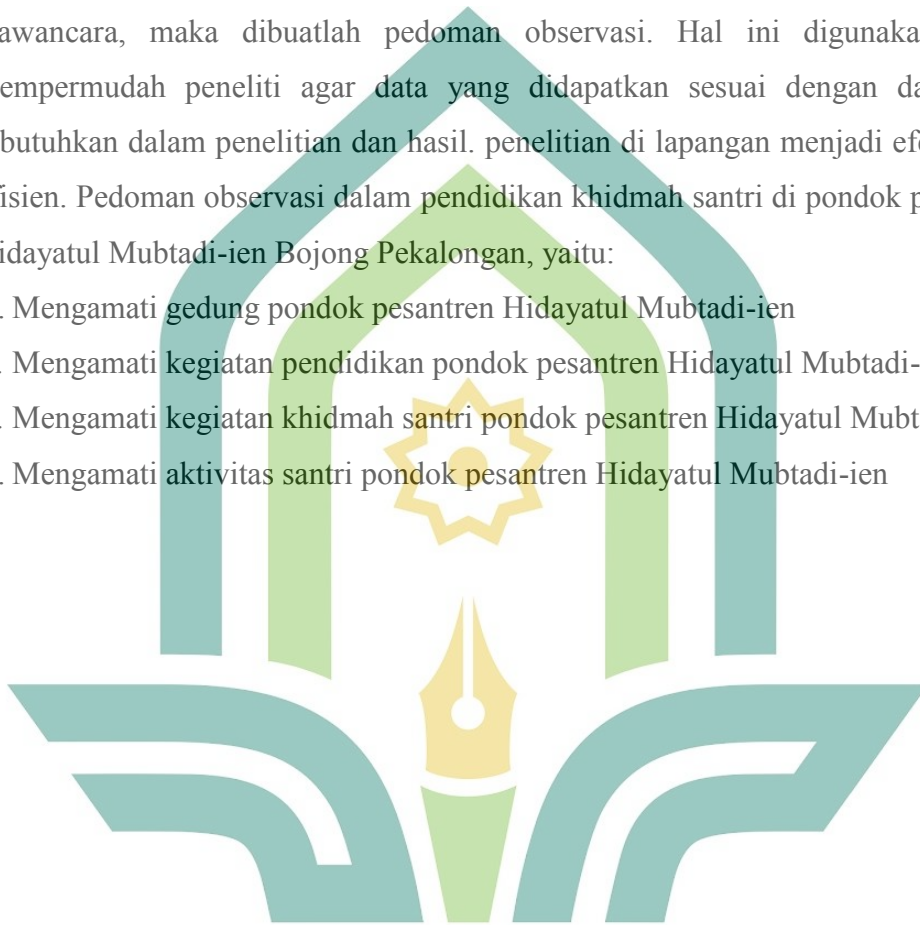 awancara, maka dibuatlah pedoman observasi. Hal ini digunaka
empermudah peneliti agar data yang didapatkan sesuai dengan da
butuhkan dalam penelitian dan hasil. penelitian di lapangan menjadi efe
isien. Pedoman observasi dalam pendidikan khidmah santri di pondok p
idayatul Mubtadi-ien Bojong Pekalongan, yaitu:
. Mengamati gedung pondok pesantren Hidayatul Mubtadi-ien
. Mengamati kegiatan pendidikan pondok pesantren Hidayatul Mubtadi-
. Mengamati kegiatan khidmah santri pondok pesantren Hidayatul Mubt
. Mengamati aktivitas santri pondok pesantren Hidayatul Mubtadi-ien